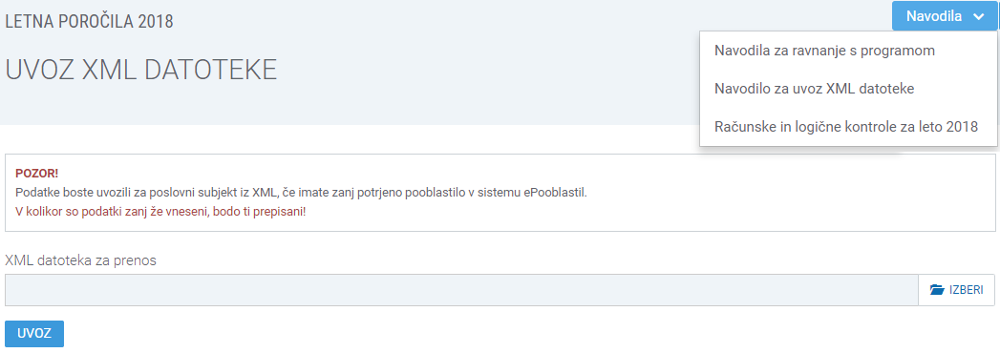 LETNA POROČILA 2018
Navodila
UVOZ XML DATOTEKE
Navodila za ravnanje s programom
Navodilo za uvoz XML datoteke
Računske in logične kontrole za leto 2018
POZOR!
Podatke boste uvozili za poslovni subjekt iz XML, če imate zanj potrjeno pooblastilo v sistemu ePooblastil.
V kolikor so podatki zanj že vneseni, bodo ti prepisani!
XML datoteka za prenos
IZBERI
UVOZ